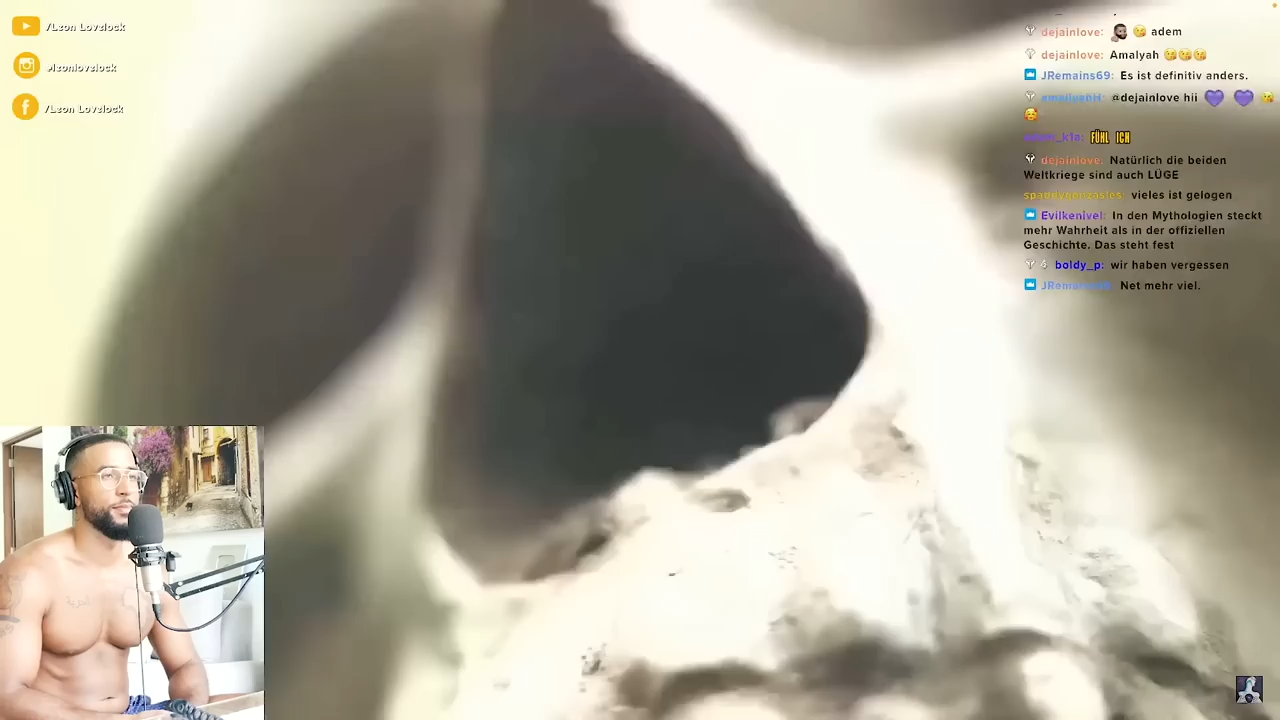 /Leon Lovelock
leonlovelock
/Leon Lovelock
dejainlove: adem
dejainlove: Amalyah
JRemains69: Es ist definitiv anders.
@dejainlove hii
FÜHL ICH
dejainlove: Natürlich die beiden
Weltkriege sind auch LÜGE
vieles ist gelogen
Evilkenivel: In den Mythologien steckt
mehr Wahrheit als in der offiziellen
Geschichte. Das steht fest
boldy_p: wir haben vergessen
JRemains69: Net mehr viel.